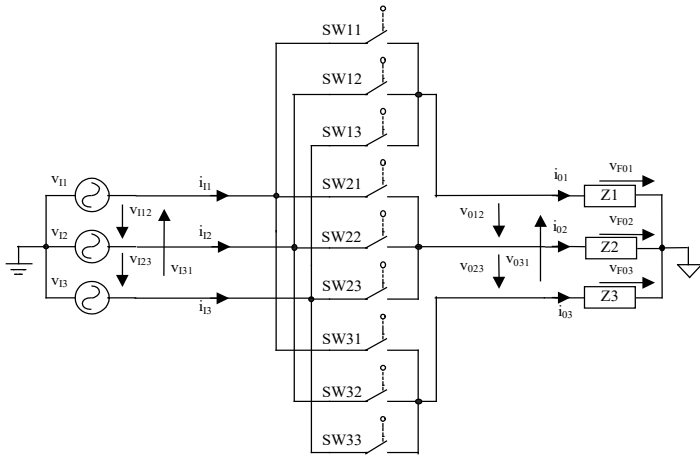 SW11
SW12
SW13
vI1 iI1 SW21 i01 Z1 vF01
vI12 v012
vI2 iI2 SW22 i02 Z2 vF02
vI23 vI31 v023 v031
vI3 iI3 SW23 i03 Z3 vF03
SW31
SW32
SW33